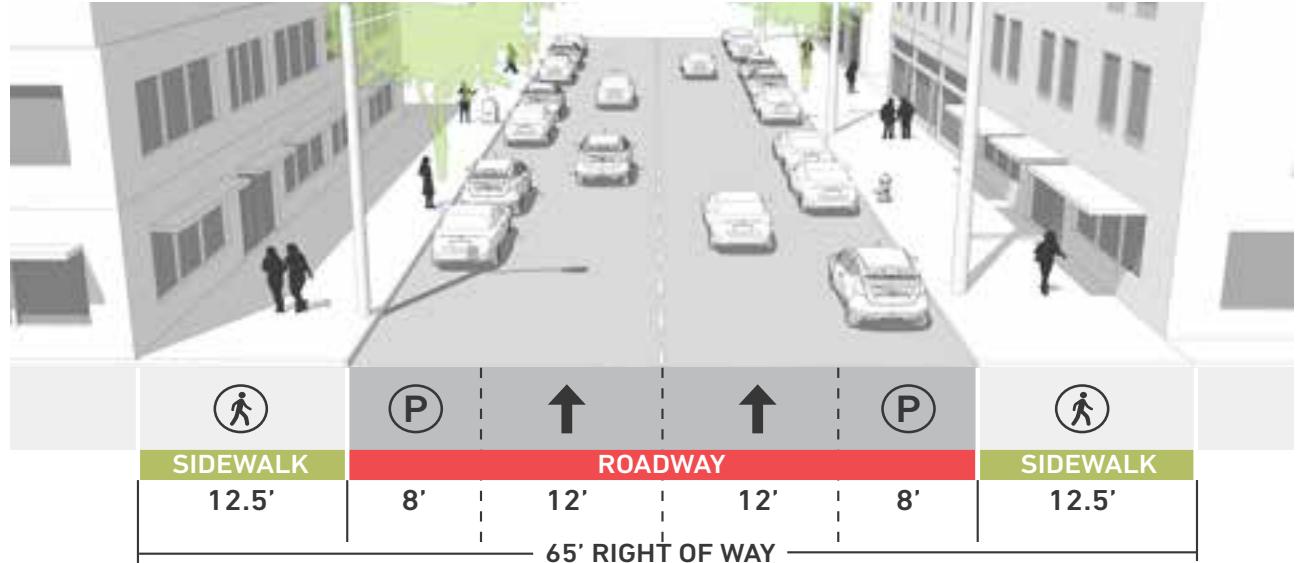 P P
SIDEWALK ROADWAY SIDEWALK
12.5’ 8’ 12’ 12’ 8’ 12.5’
65’ RIGHT OF WAY